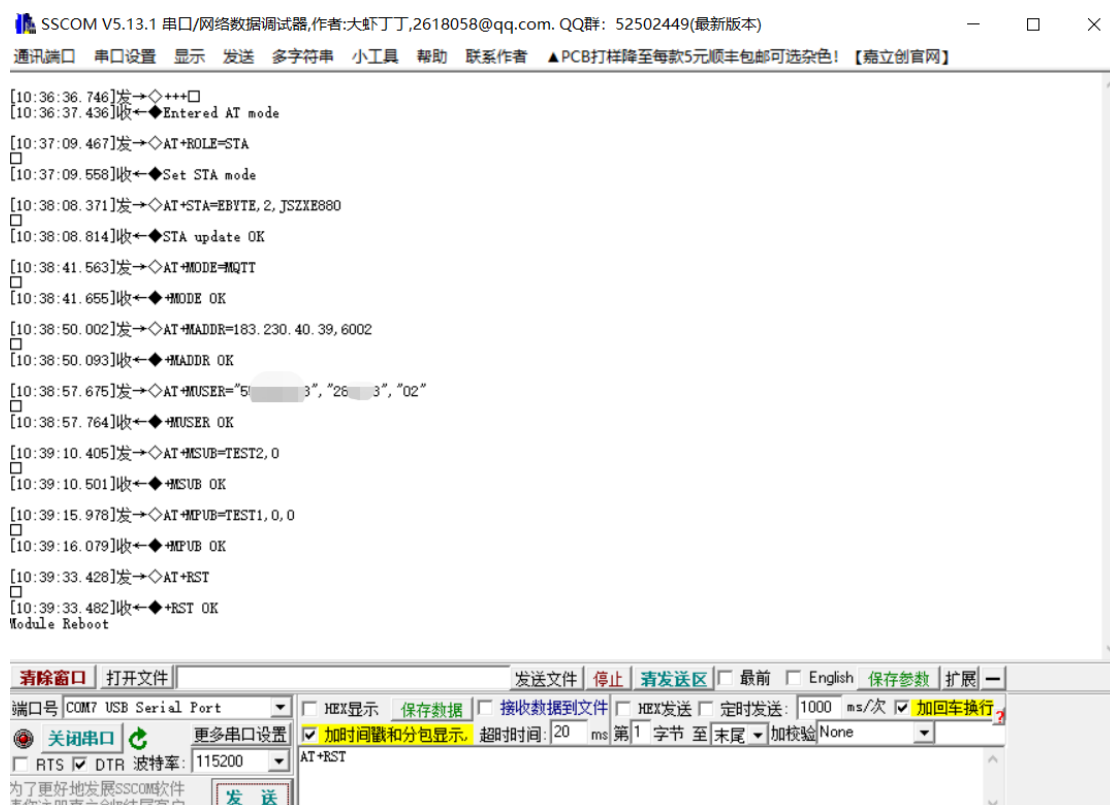 SSCOM V5.13.1 串口/网络数据调试器,作者:大虾丁丁,2618058@qq.com. QQ群: 52502449(最新版本)
通讯端口 串口设置 显示 发送 多字符串 小工具 帮助 联系作者 ▲PCB打样降至每款5元顺丰包邮可选杂色! 【嘉立创官网】
[10:36:36.746]发→◇+++□
[10:36:37.436]收←◆Entered AT mode
[10:37:09.467]发→◇AT+ROLE=STA
□
[10:37:09.558]收←◆Set STA mode
[10:38:08.371]发→◇AT+STA=EBYTE,2,JSZXE880
□
[10:38:08.814]收←◆STA update OK
[10:38:41.563]发→◇AT+MODE=MQTT
□
[10:38:41.655]收←◆+MODE OK
[10:38:50.002]发→◇AT+MADDR=183.230.40.39,6002
□
[10:38:50.093]收←◆+MADDR OK
[10:38:57.675]发→◇AT+MUSER="5 3","28 3","02"
□
[10:38:57.764]收←◆+MUSER OK
[10:39:10.405]发→◇AT+MSUB=TEST2,0
□
[10:39:10.501]收←◆+MSUB OK
[10:39:15.978]发→◇AT+MPUB=TEST1,0,0
□
[10:39:16.079]收←◆+MPUB OK
[10:39:33.428]发→◇AT+RST
□
[10:39:33.482]收←◆+RST OK
Module Reboot
清除窗口 打开文件 发送文件 停止 清发送区 最前 English 保存参数 扩展 —
端口号 COM7 USB Serial Port HEX显示 保存数据 接收数据到文件 HEX发送 定时发送: 1000 ms/次 加回车换行 ?
关闭串口 更多串口设置 加时间戳和分包显示, 超时时间: 20 ms 第 1 字节 至 末尾 加校验 None
RTS DTR 波特率: 115200 AT+RST
为了更好地发展SSCOM软件
发 送